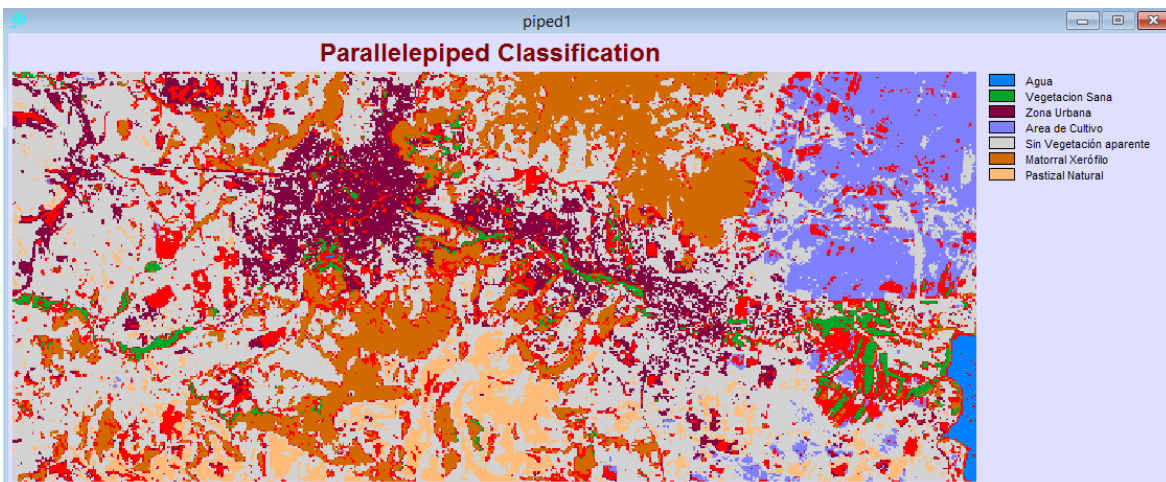 piped1
Parallelepiped Classification
Agua
Vegetacion Sana
Zona Urbana
Area de Cultivo
Sin Vegetación aparente
Matorral Xerófilo
Pastizal Natural